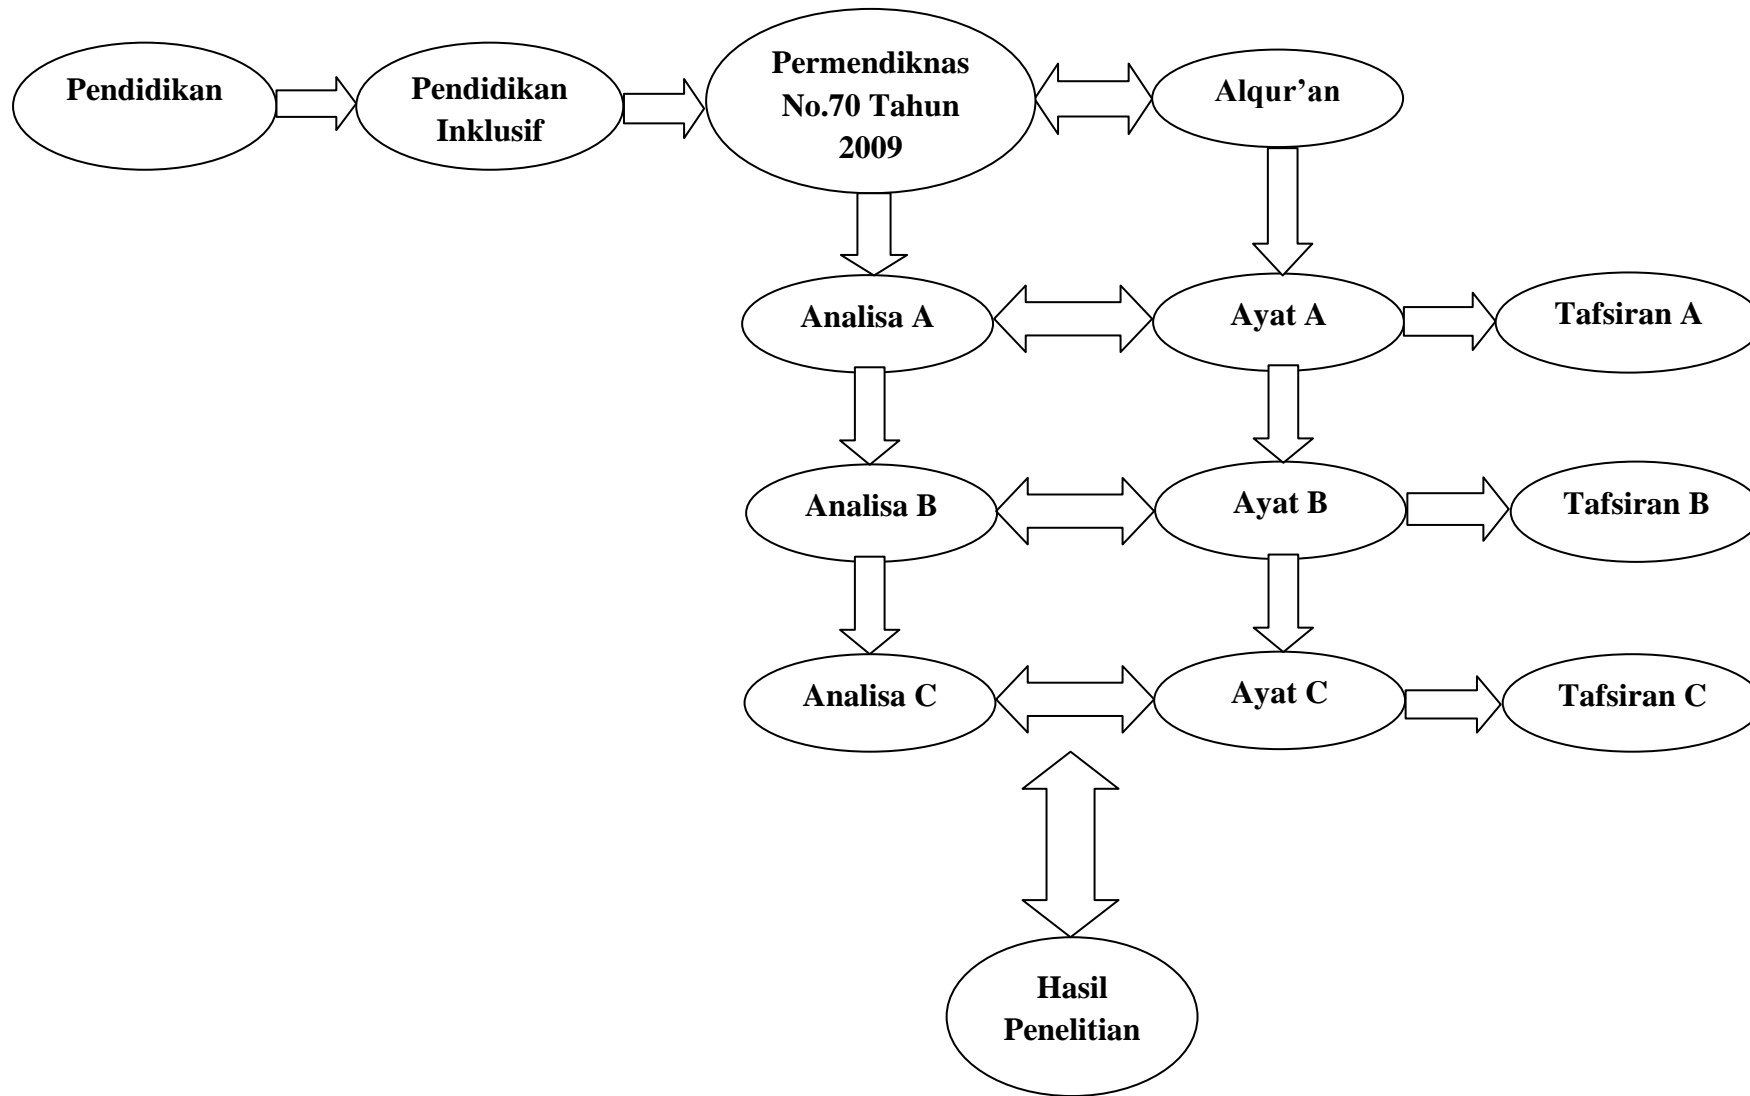 Pendidikan
Pendidikan
Inklusif
Permendiknas
No.70 Tahun
2009
Alqur’an
Analisa A
Ayat A
Tafsiran A
Analisa B
Ayat B
Tafsiran B
Analisa C
Ayat C
Tafsiran C
Hasil
Penelitian